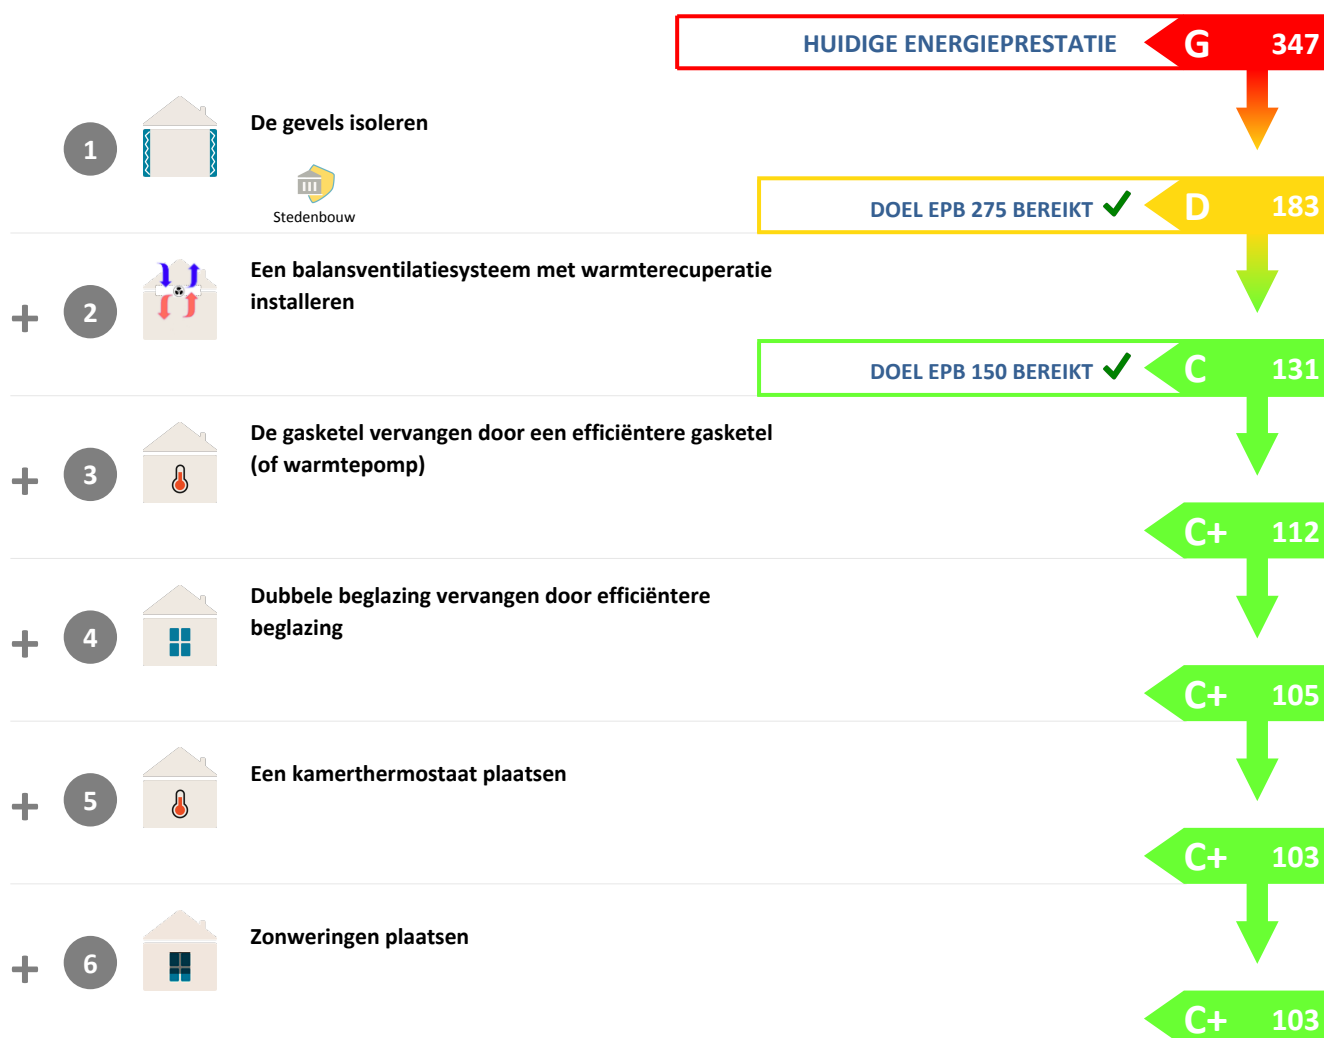 HUIDIGE ENERGIEPRESTATIE G 347
1 De gevels isoleren
Stedenbouw
DOEL EPB 275 BEREIKT ✔ D 183
Een balansventilatiesysteem met warmterecuperatie
+ 2 installeren
DOEL EPB 150 BEREIKT ✔ C 131
De gasketel vervangen door een efficiëntere gasketel
+ 3 (of warmtepomp)
C+ 112
Dubbele beglazing vervangen door efficiëntere
+ 4 beglazing
C+ 105
+ 5 Een kamerthermostaat plaatsen
C+ 103
+ 6 Zonweringen plaatsen
C+ 103